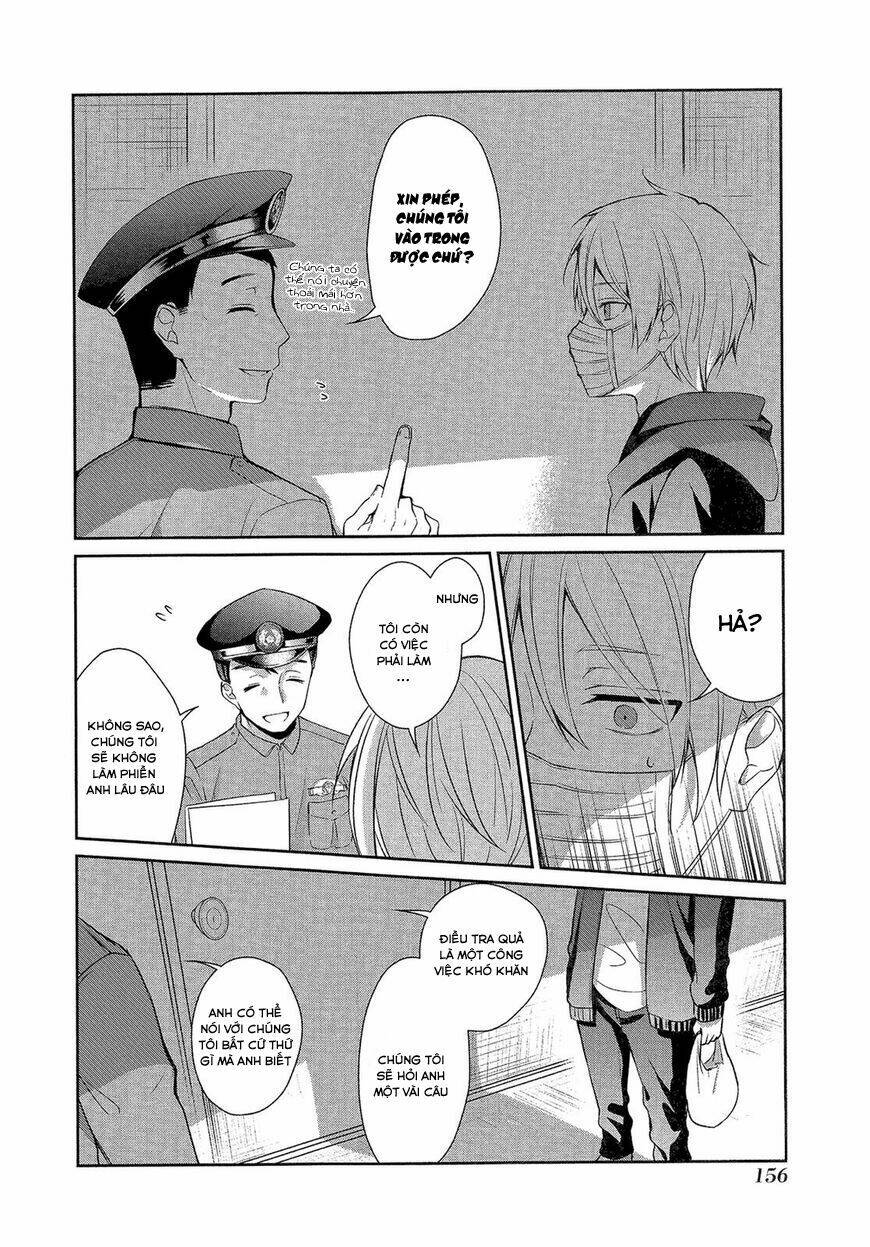 XIN PHÉP,
CHÚNG TÔI
VÀO TRONG
ĐƯỢC CHỨ?
Chúng ta có
thể nói chuyện
thoải mái hơn
trong nhà.
HẢ?
NHƯNG
TÔI CÒN
CÓ VIỆC
PHẢI LÀM
...
KHÔNG SAO,
CHÚNG TÔI
SẼ KHÔNG
LÀM PHIỀN
ANH LÂU ĐÂU
ĐIỀU TRA QUẢ
LÀ MỘT CÔNG
VIỆC KHÓ KHĂN
CHÚNG TÔI
SẼ HỎI ANH
MỘT VÀI CÂU
ANH CÓ THỂ
NÓI VỚI CHÚNG
TÔI BẤT CỨ THỨ
GÌ MÀ ANH BIẾT
156